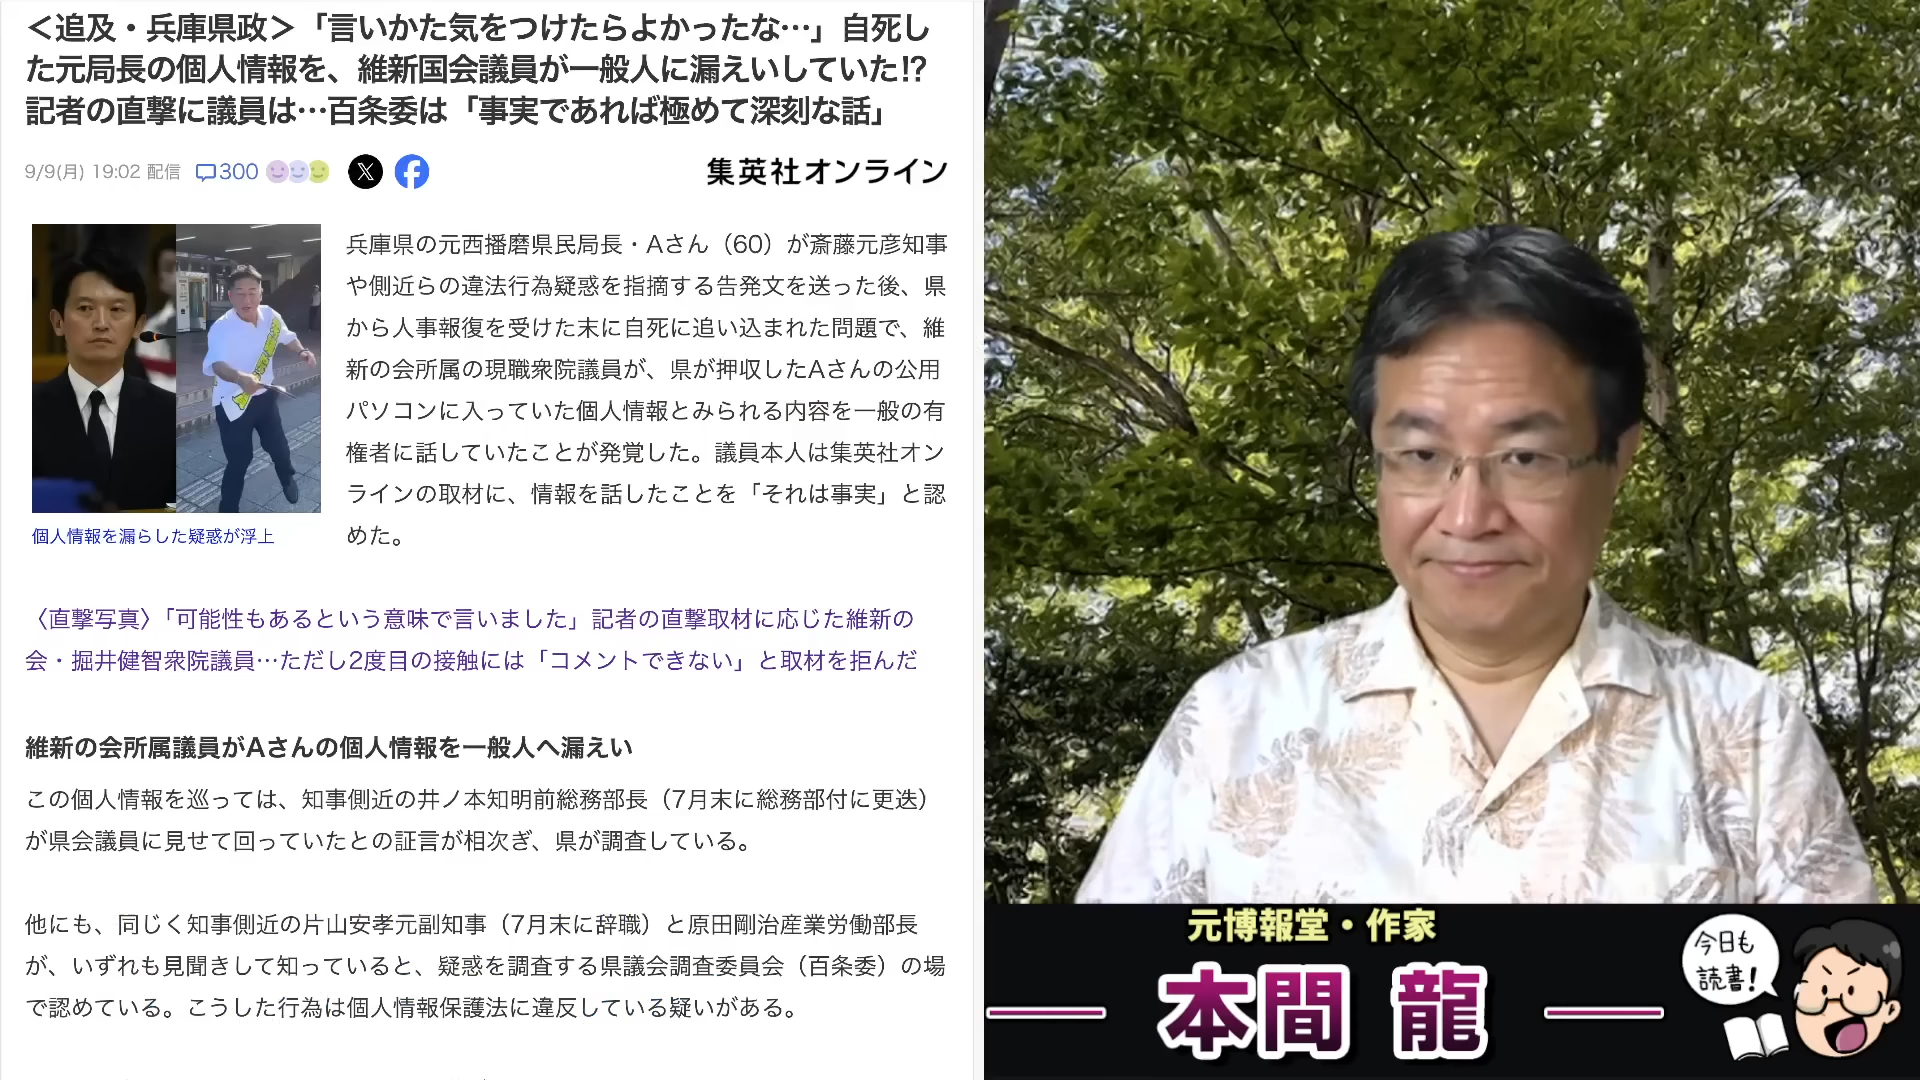 ＜追及・兵庫県政＞「言いかた気をつけたらよかったな…」自死し
た元局長の個人情報を、維新国会議員が一般人に漏えいしていた!?
記者の直撃に議員は…百条委は「事実であれば極めて深刻な話」
9/9(月) 19:02 配信
300
集英社オンライン
兵庫県の元西播磨県民局長・Aさん（60）が斎藤元彦知事
や側近らの違法行為疑惑を指摘する告発文を送った後、県
から人事報復を受けた末に自死に追い込まれた問題で、維
新の会所属の現職衆院議員が、県が押収したAさんの公用
パソコンに入っていた個人情報とみられる内容を一般の有
権者に話していたことが発覚した。議員本人は集英社オン
ラインの取材に、情報を話したことを「それは事実」と認
めた。
個人情報を漏らした疑惑が浮上
〈直撃写真〉「可能性もあるという意味で言いました」記者の直撃取材に応じた維新の
会・掘井健智衆院議員…ただし2度目の接触には「コメントできない」と取材を拒んだ
維新の会所属議員がAさんの個人情報を一般人へ漏えい
この個人情報を巡っては、知事側近の井ノ本知明前総務部長（7月末に総務部付に更迭）
が県会議員に見せて回っていたとの証言が相次ぎ、県が調査している。
他にも、同じく知事側近の片山安孝元副知事（7月末に辞職）と原田剛治産業労働部長
が、いずれも見聞きして知っていると、疑惑を調査する県議会調査委員会（百条委）の場
で認めている。こうした行為は個人情報保護法に違反している疑いがある。
元博報堂・作家
本間 龍
今日も
読書!